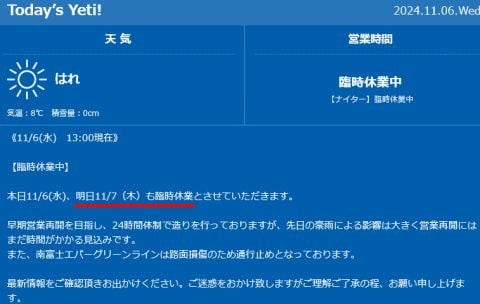 Today's Yeti!
2024.11.06.Wed
天気
営業時間
はれ
気温：8℃　積雪量：0cm
臨時休業中
【ナイター】臨時休業中
《11/6(水)　13:00現在》
【臨時休業中】
本日11/6(水)、明日11/7（木）も臨時休業とさせていただきます。
早期営業再開を目指し、24時間体制で造りを行っておりますが、先日の豪雨による影響は大きく営業再開には
まだ時間がかかる見込みです。
また、南富士エバーグリーンラインは路面損傷のため通行止めとなっております。
最新情報をご確認頂きお出かけください。ご迷惑をおかけ致しますがご理解ご了承の程、お願い申し上げま
す。